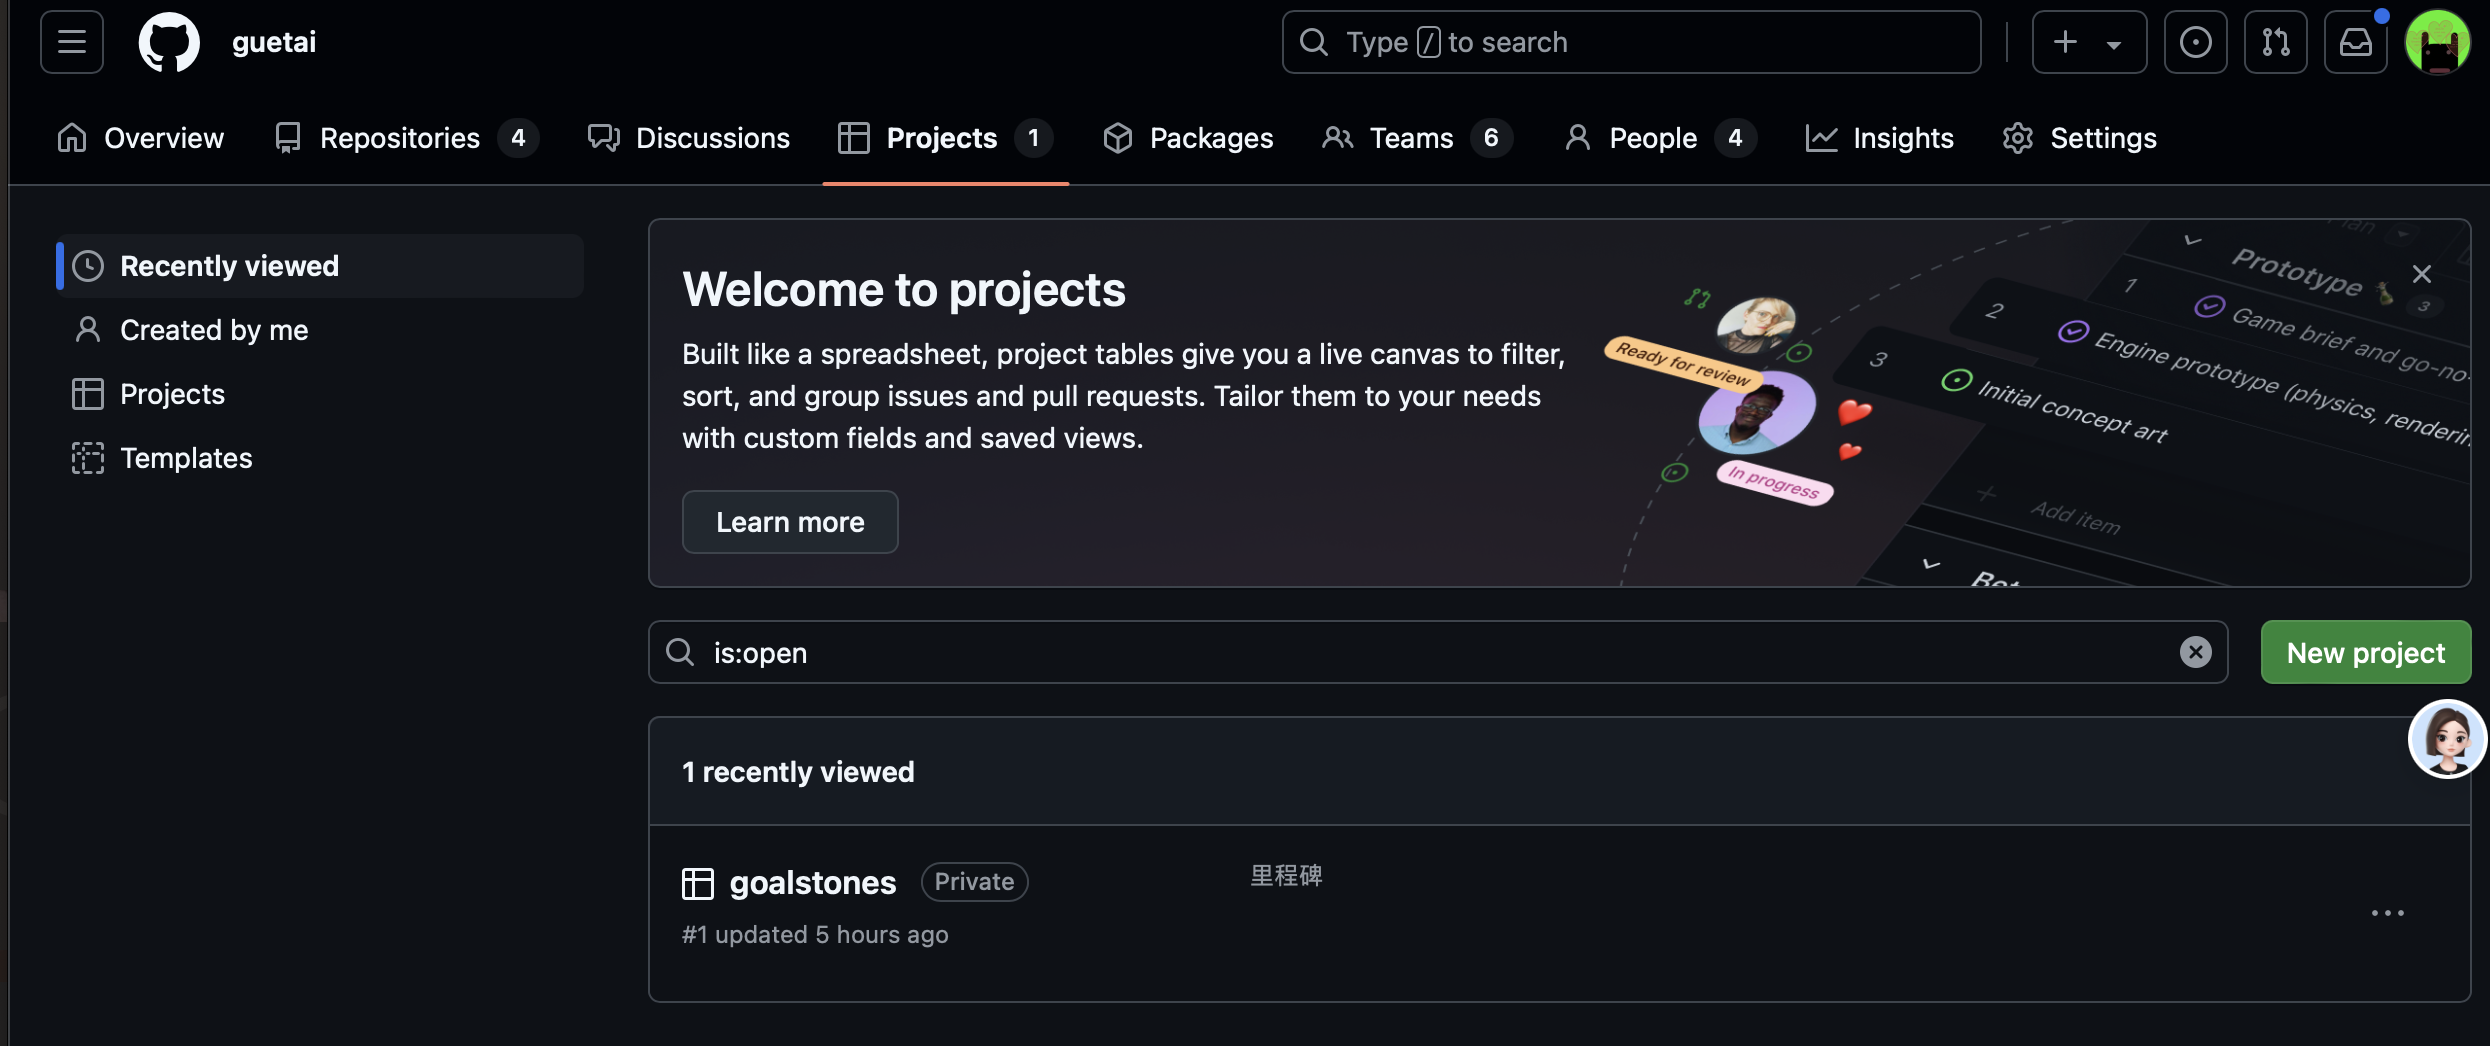 guetai
Type / to search
Overview
Repositories 4
Discussions
Projects 1
Packages
Teams 6
People 4
Insights
Settings
Recently viewed
Created by me
Projects
Templates
Welcome to projects
Built like a spreadsheet, project tables give you a live canvas to filter,
sort, and group issues and pull requests. Tailor them to your needs
with custom fields and saved views.
Learn more
Ready for review
In progress
Plan
Prototype 3
1 Game brief and go-no-
2 Engine prototype (physics, renderin
3 Initial concept art
Add item
Bet
is:open
New project
1 recently viewed
goalstones Private
里程碑
#1 updated 5 hours ago